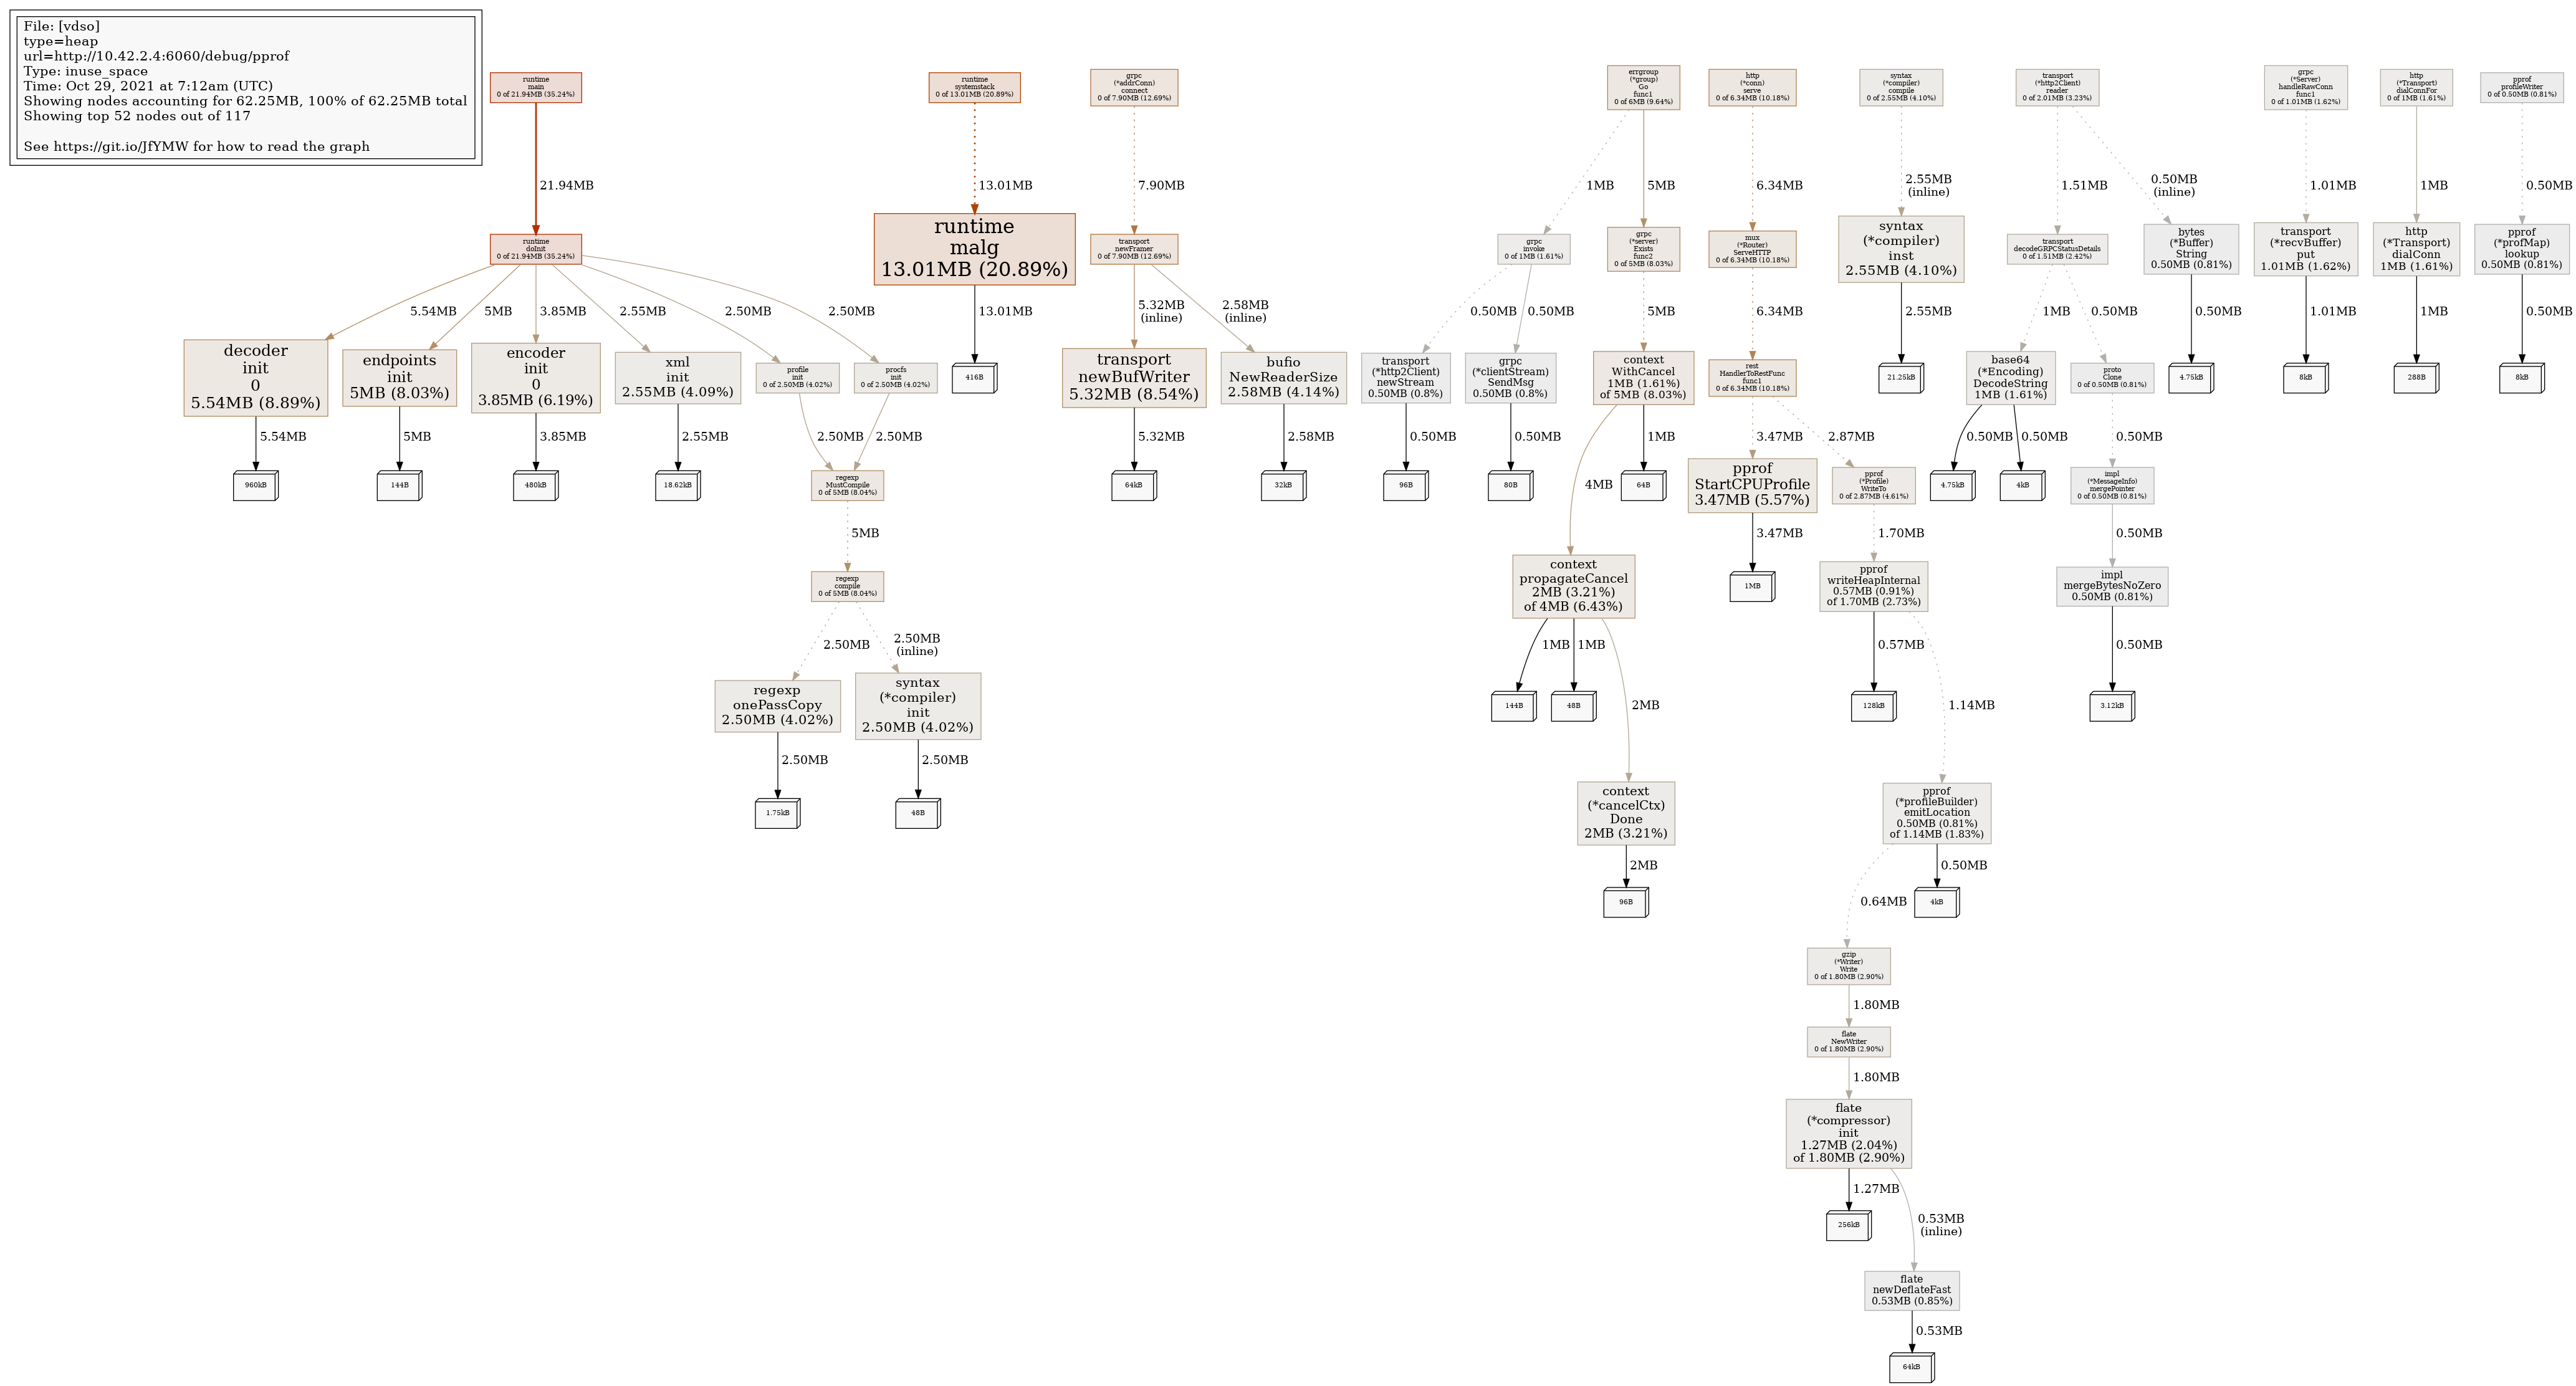 File: [vdso]
type=heap
url=http://10.42.2.4:6060/debug/pprof
Type: inuse_space
Time: Oct 29, 2021 at 7:12am (UTC)
Showing nodes accounting for 62.25MB, 100% of 62.25MB total
Showing top 52 nodes out of 117
See https://git.io/JfYMW for how to read the graph
runtime
main
0 of 21.94MB (35.24%)
21.94MB
runtime
doInit
0 of 21.94MB (35.24%)
5.54MB
5MB
3.85MB
2.55MB
2.50MB
2.50MB
decoder
init
0
5.54MB (8.89%)
5.54MB
960kB
endpoints
init
5MB (8.03%)
5MB
144B
encoder
init
0
3.85MB (6.19%)
3.85MB
480kB
xml
init
2.55MB (4.09%)
2.55MB
18.62kB
profile
init
0 of 2.50MB (4.02%)
2.50MB
procfs
init
0 of 2.50MB (4.02%)
2.50MB
regexp
MustCompile
0 of 5MB (8.04%)
5MB
regexp
compile
0 of 5MB (8.04%)
2.50MB
2.50MB
(inline)
regexp
onePassCopy
2.50MB (4.02%)
2.50MB
1.75kB
syntax
(*compiler)
init
2.50MB (4.02%)
2.50MB
48B
runtime
systemstack
0 of 13.01MB (20.89%)
13.01MB
runtime
malg
13.01MB (20.89%)
13.01MB
416B
grpc
(*addrConn)
connect
0 of 7.90MB (12.69%)
7.90MB
transport
newFramer
0 of 7.90MB (12.69%)
5.32MB
(inline)
2.58MB
(inline)
transport
newBufWriter
5.32MB (8.54%)
5.32MB
64kB
bufio
NewReaderSize
2.58MB (4.14%)
2.58MB
32kB
errgroup
(*group)
Go
func1
0 of 6MB (9.64%)
1MB
5MB
grpc
invoke
0 of 1MB (1.61%)
0.50MB
0.50MB
transport
(*http2Client)
newStream
0.50MB (0.8%)
0.50MB
96B
grpc
(*clientStream)
SendMsg
0.50MB (0.8%)
0.50MB
80B
grpc
(*server)
Exists
func2
0 of 5MB (8.03%)
5MB
context
WithCancel
1MB (1.61%)
of 5MB (8.03%)
4MB
1MB
64B
context
propagateCancel
2MB (3.21%)
of 4MB (6.43%)
1MB
1MB
2MB
144B
48B
context
(*cancelCtx)
Done
2MB (3.21%)
2MB
96B
http
(*conn)
serve
0 of 6.34MB (10.18%)
6.34MB
mux
(*Router)
ServeHTTP
0 of 6.34MB (10.18%)
6.34MB
rest
HandlerToRestFunc
func1
0 of 6.34MB (10.18%)
3.47MB
2.87MB
pprof
StartCPUProfile
3.47MB (5.57%)
3.47MB
1MB
pprof
(*Profile)
WriteTo
0 of 2.87MB (4.61%)
1.70MB
pprof
writeHeapInternal
0.57MB (0.91%)
of 1.70MB (2.73%)
0.57MB
128kB
1.14MB
pprof
(*profileBuilder)
emitLocation
0.50MB (0.81%)
of 1.14MB (1.83%)
0.64MB
0.50MB
4kB
gzip
(*Writer)
Write
0 of 1.80MB (2.90%)
1.80MB
flate
NewWriter
0 of 1.80MB (2.90%)
1.80MB
flate
(*compressor)
init
1.27MB (2.04%)
of 1.80MB (2.90%)
1.27MB
256kB
0.53MB
(inline)
flate
newDeflateFast
0.53MB (0.85%)
0.53MB
64kB
syntax
(*compiler)
compile
0 of 2.55MB (4.10%)
2.55MB
(inline)
syntax
(*compiler)
inst
2.55MB (4.10%)
2.55MB
21.25kB
transport
(*http2Client)
reader
0 of 2.01MB (3.23%)
1.51MB
0.50MB
(inline)
transport
decodeGRPCStatusDetails
0 of 1.51MB (2.42%)
1MB
0.50MB
base64
(*Encoding)
DecodeString
1MB (1.61%)
0.50MB
0.50MB
4.75kB
4kB
proto
Clone
0 of 0.50MB (0.81%)
0.50MB
impl
(*MessageInfo)
mergePointer
0 of 0.50MB (0.81%)
0.50MB
impl
mergeBytesNoZero
0.50MB (0.81%)
0.50MB
3.12kB
bytes
(*Buffer)
String
0.50MB (0.81%)
0.50MB
4.75kB
grpc
(*Server)
handleRawConn
func1
0 of 1.01MB (1.62%)
1.01MB
transport
(*recvBuffer)
put
1.01MB (1.62%)
1.01MB
8kB
http
(*Transport)
dialConnFor
0 of 1MB (1.61%)
1MB
http
(*Transport)
dialConn
1MB (1.61%)
1MB
288B
pprof
profileWriter
0 of 0.50MB (0.81%)
0.50MB
pprof
(*profMap)
lookup
0.50MB (0.81%)
0.50MB
8kB